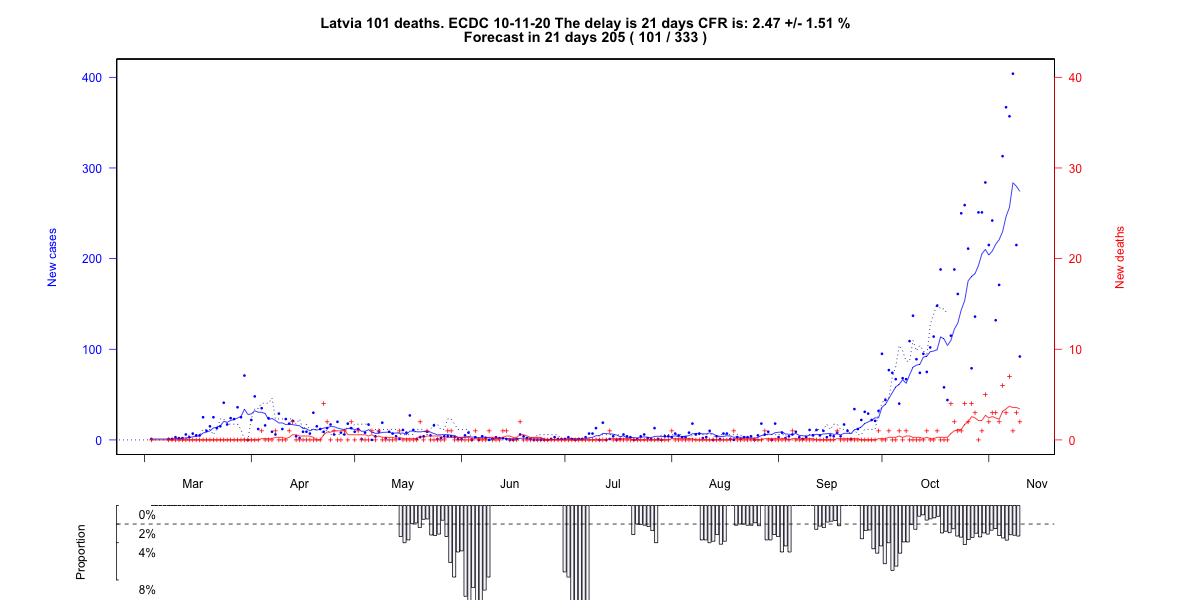 Latvia 101 deaths. ECDC 10-11-20 The delay is 21 days CFR is: 2.47 +/- 1.51 %
Forecast in 21 days 205 ( 101 / 333 )
400
300
200
100
0
New cases
40
30
20
10
0
New deaths
Mar Apr May Jun Jul Aug Sep Oct Nov
0%
2%
4%
8%
Proportion